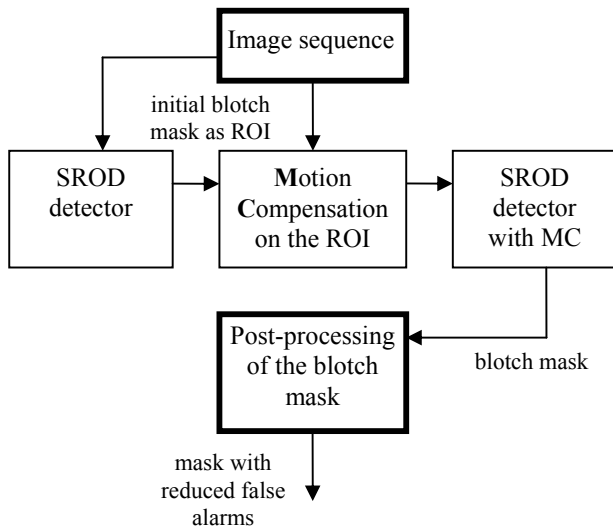 Image sequence
initial blotch
mask as ROI
SROD
detector
Motion
Compensation
on the ROI
SROD
detector
with MC
Post-processing
of the blotch
mask
blotch mask
mask with
reduced false
alarms